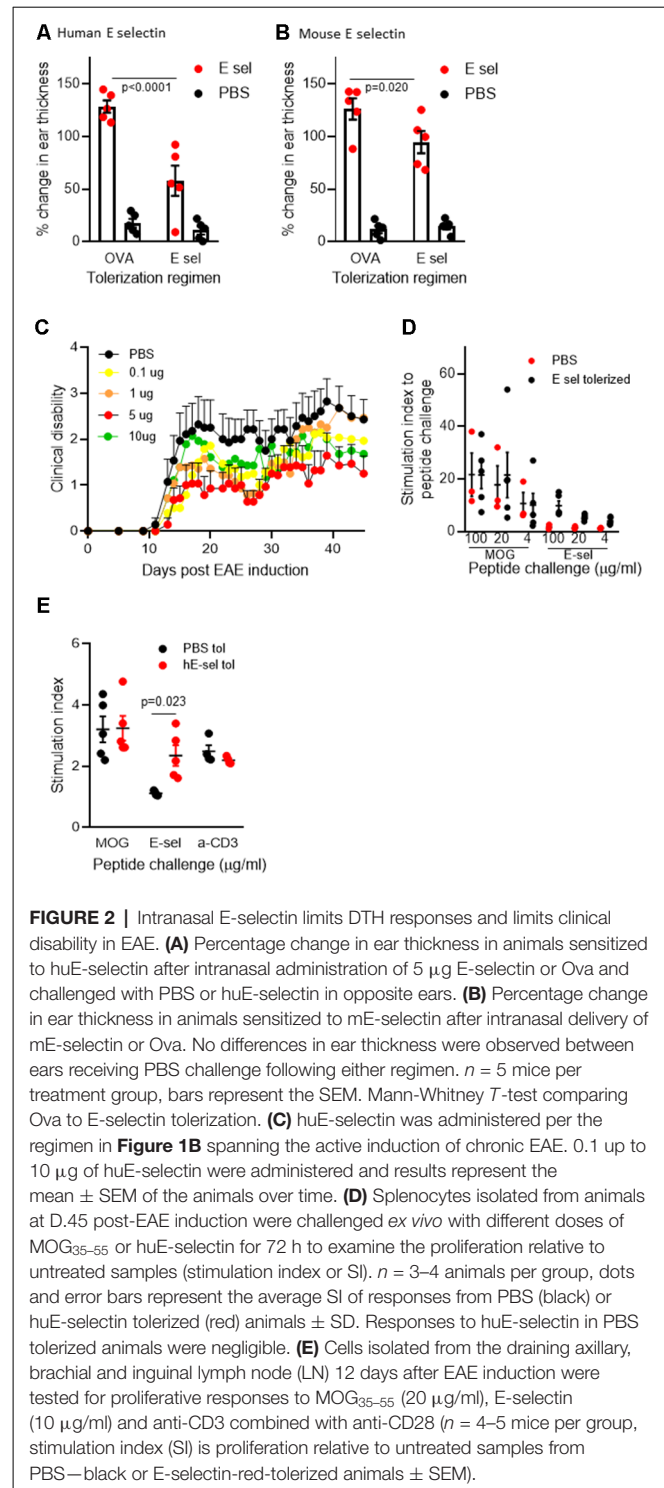 A Human E selectin
B Mouse E selectin
% change in ear thickness
150
100
50
0
p<0.0001
E sel
PBS
OVA E sel
Tolerization regimen
% change in ear thickness
150
100
50
0
p=0.020
E sel
PBS
OVA E sel
Tolerization regimen
C
Clinical disability
4
3
2
1
0
PBS
0.1 ug
1 ug
5 ug
10ug
0 10 20 30 40
Days post EAE induction
D
Stimulation index to
peptide challenge
60
40
20
0
PBS
E sel tolerized
100 20 4 100 20 4
MOG E-sel
Peptide challenge (μg/ml)
E
Stimulation index
6
4
2
0
PBS tol
hE-sel tol
p=0.023
MOG E-sel a-CD3
Peptide challenge (μg/ml)
FIGURE 2 | Intranasal E-selectin limits DTH responses and limits clinical
disability in EAE. (A) Percentage change in ear thickness in animals sensitized
to huE-selectin after intranasal administration of 5 μg E-selectin or Ova and
challenged with PBS or huE-selectin in opposite ears. (B) Percentage change
in ear thickness in animals sensitized to mE-selectin after intranasal delivery of
mE-selectin or Ova. No differences in ear thickness were observed between
ears receiving PBS challenge following either regimen. n = 5 mice per
treatment group, bars represent the SEM. Mann-Whitney T-test comparing
Ova to E-selectin tolerization. (C) huE-selectin was administered per the
regimen in Figure 1B spanning the active induction of chronic EAE. 0.1 up to
10 μg of huE-selectin were administered and results represent the
mean ± SEM of the animals over time. (D) Splenocytes isolated from animals
at D.45 post-EAE induction were challenged ex vivo with different doses of
MOG35–55 or huE-selectin for 72 h to examine the proliferation relative to
untreated samples (stimulation index or SI). n = 3–4 animals per group, dots
and error bars represent the average SI of responses from PBS (black) or
huE-selectin tolerized (red) animals ± SD. Responses to huE-selectin in PBS
tolerized animals were negligible. (E) Cells isolated from the draining axillary,
brachial and inguinal lymph node (LN) 12 days after EAE induction were
tested for proliferative responses to MOG35–55 (20 μg/ml), E-selectin
(10 μg/ml) and anti-CD3 combined with anti-CD28 (n = 4–5 mice per group,
stimulation index (SI) is proliferation relative to untreated samples from
PBS—black or E-selectin-red-tolerized animals ± SEM).